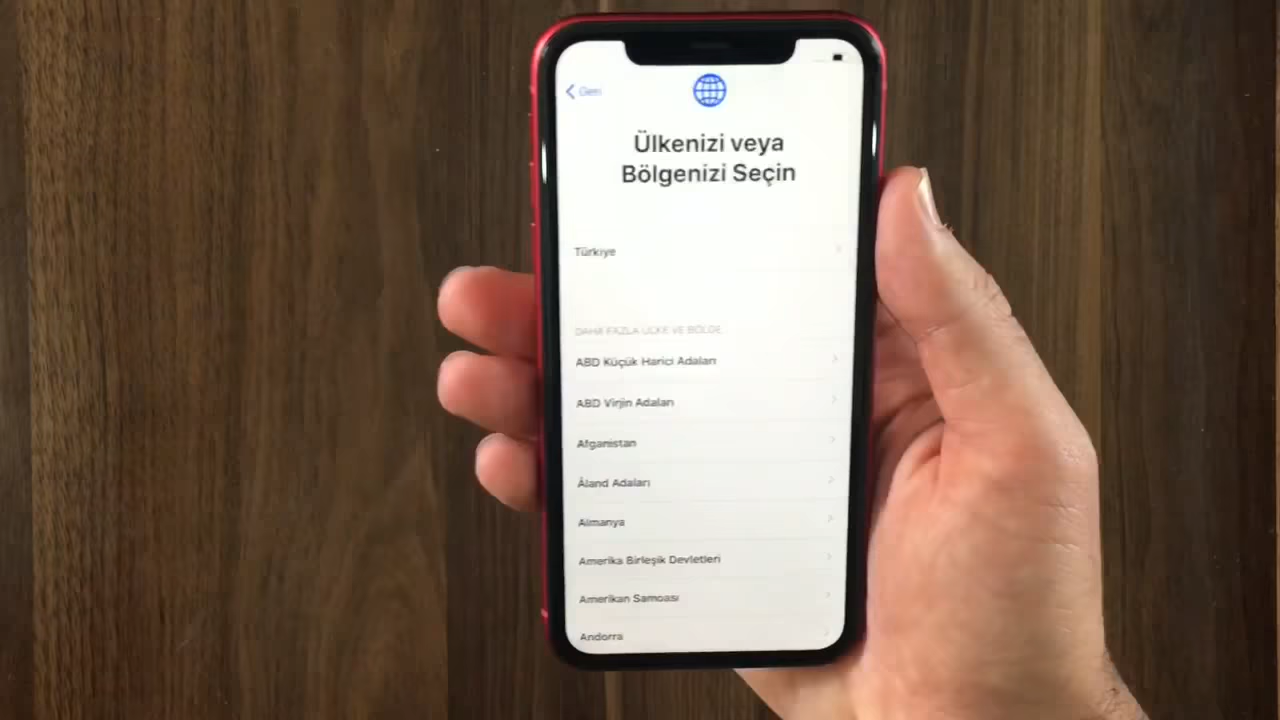 Geri
Ülkenizi veya
Bölgenizi Seçin
Türkiye
DAHA FAZLA ÜLKE VE BÖLGE
ABD Küçük Harici Adaları
ABD Virjin Adaları
Afganistan
Åland Adaları
Almanya
Amerika Birleşik Devletleri
Amerikan Samoası
Andorra